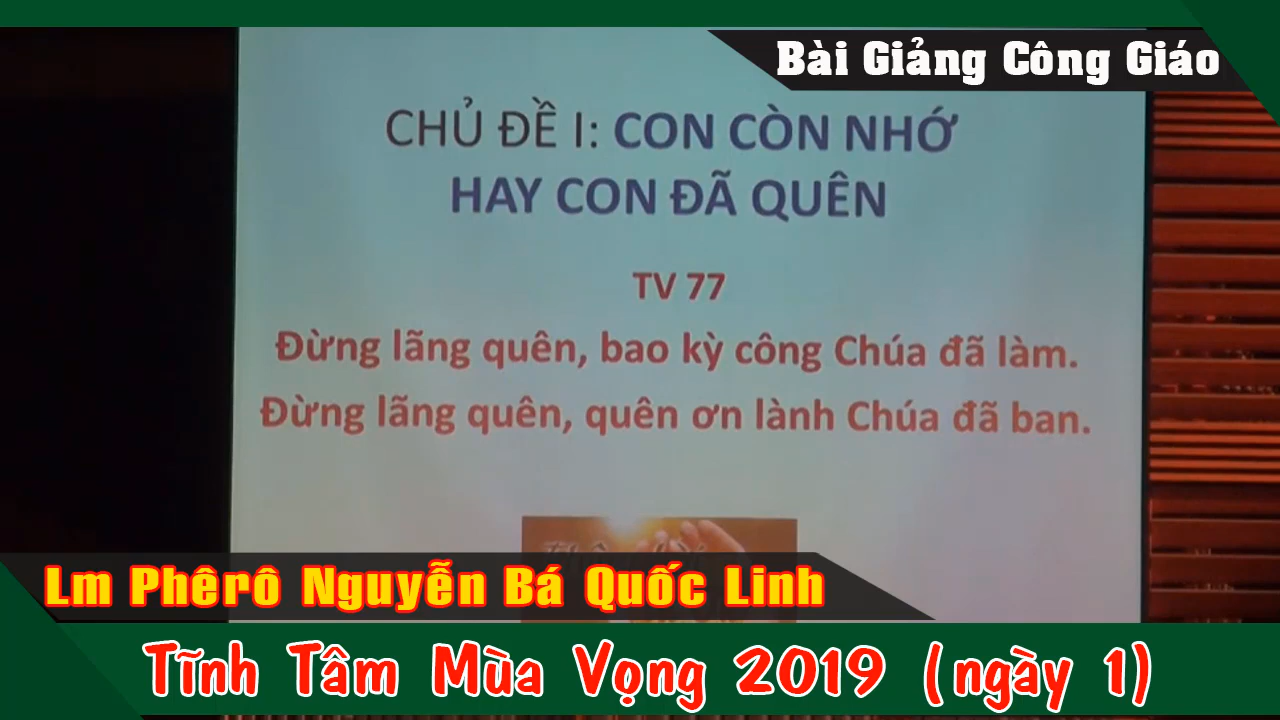 Bài Giảng Công Giáo
CHỦ ĐỀ I: CON CÒN NHỚ
HAY CON ĐÃ QUÊN
TV 77
Đừng lãng quên, bao kỳ công Chúa đã làm.
Đừng lãng quên, quên ơn lành Chúa đã ban.
Lm Phêrô Nguyễn Bá Quốc Linh
Tĩnh Tâm Mùa Vọng 2019 (ngày 1)